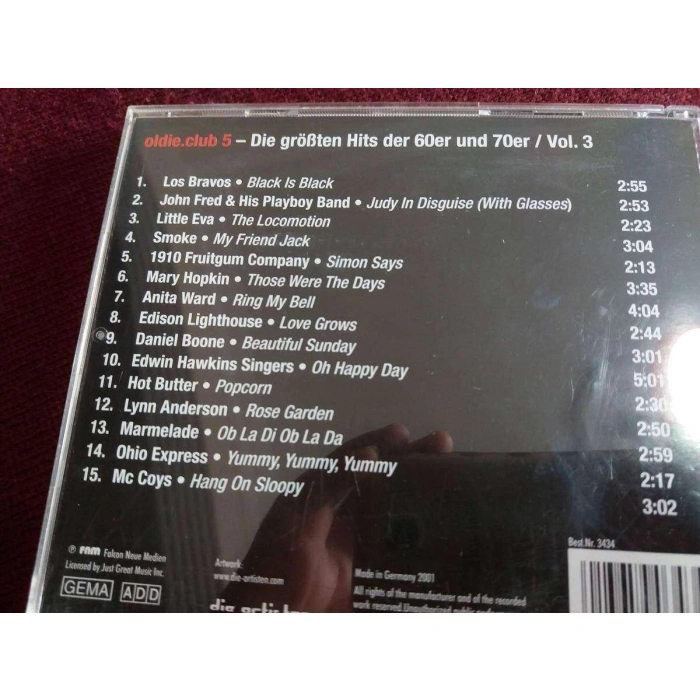 oldie.club 5 – Die größten Hits der 60er und 70er / Vol. 3
1. Los Bravos • Black Is Black 2:55
2. John Fred & His Playboy Band • Judy In Disguise (With Glasses) 2:53
3. Little Eva • The Locomotion 2:23
4. Smoke • My Friend Jack 3:04
5. 1910 Fruitgum Company • Simon Says 2:13
6. Mary Hopkin • Those Were The Days 3:35
7. Anita Ward • Ring My Bell 4:04
8. Edison Lighthouse • Love Grows 2:44
9. Daniel Boone • Beautiful Sunday 3:01
10. Edwin Hawkins Singers • Oh Happy Day 5:01
11. Hot Butter • Popcorn 2:30
12. Lynn Anderson • Rose Garden 2:50
13. Marmelade • Ob La Di Ob La Da 2:59
14. Ohio Express • Yummy, Yummy, Yummy 2:17
15. Mc Coys • Hang On Sloopy 3:02
Best.Nr. 3434
℗ fnm Falcon Neue Medien
Licensed by Just Great Music Inc.
GEMA ADD
Artwork:
www.die-artisten.com
Made in Germany 2001
All rights of the manufacturer and of the recorded
work reserved. Unauthorized public